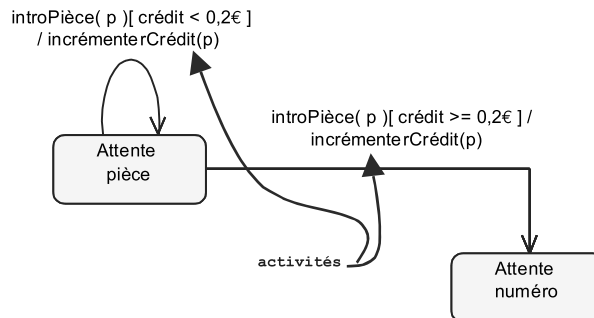 introPièce( p )[ crédit < 0,2€ ]
/ incrémenterCrédit(p)
introPièce( p )[ crédit >= 0,2€ ] /
incrémenterCrédit(p)
Attente
pièce
activités
Attente
numéro